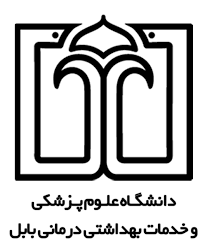 دانشگاه علوم پزشکی
و خدمات بهداشتی درمانی بابل